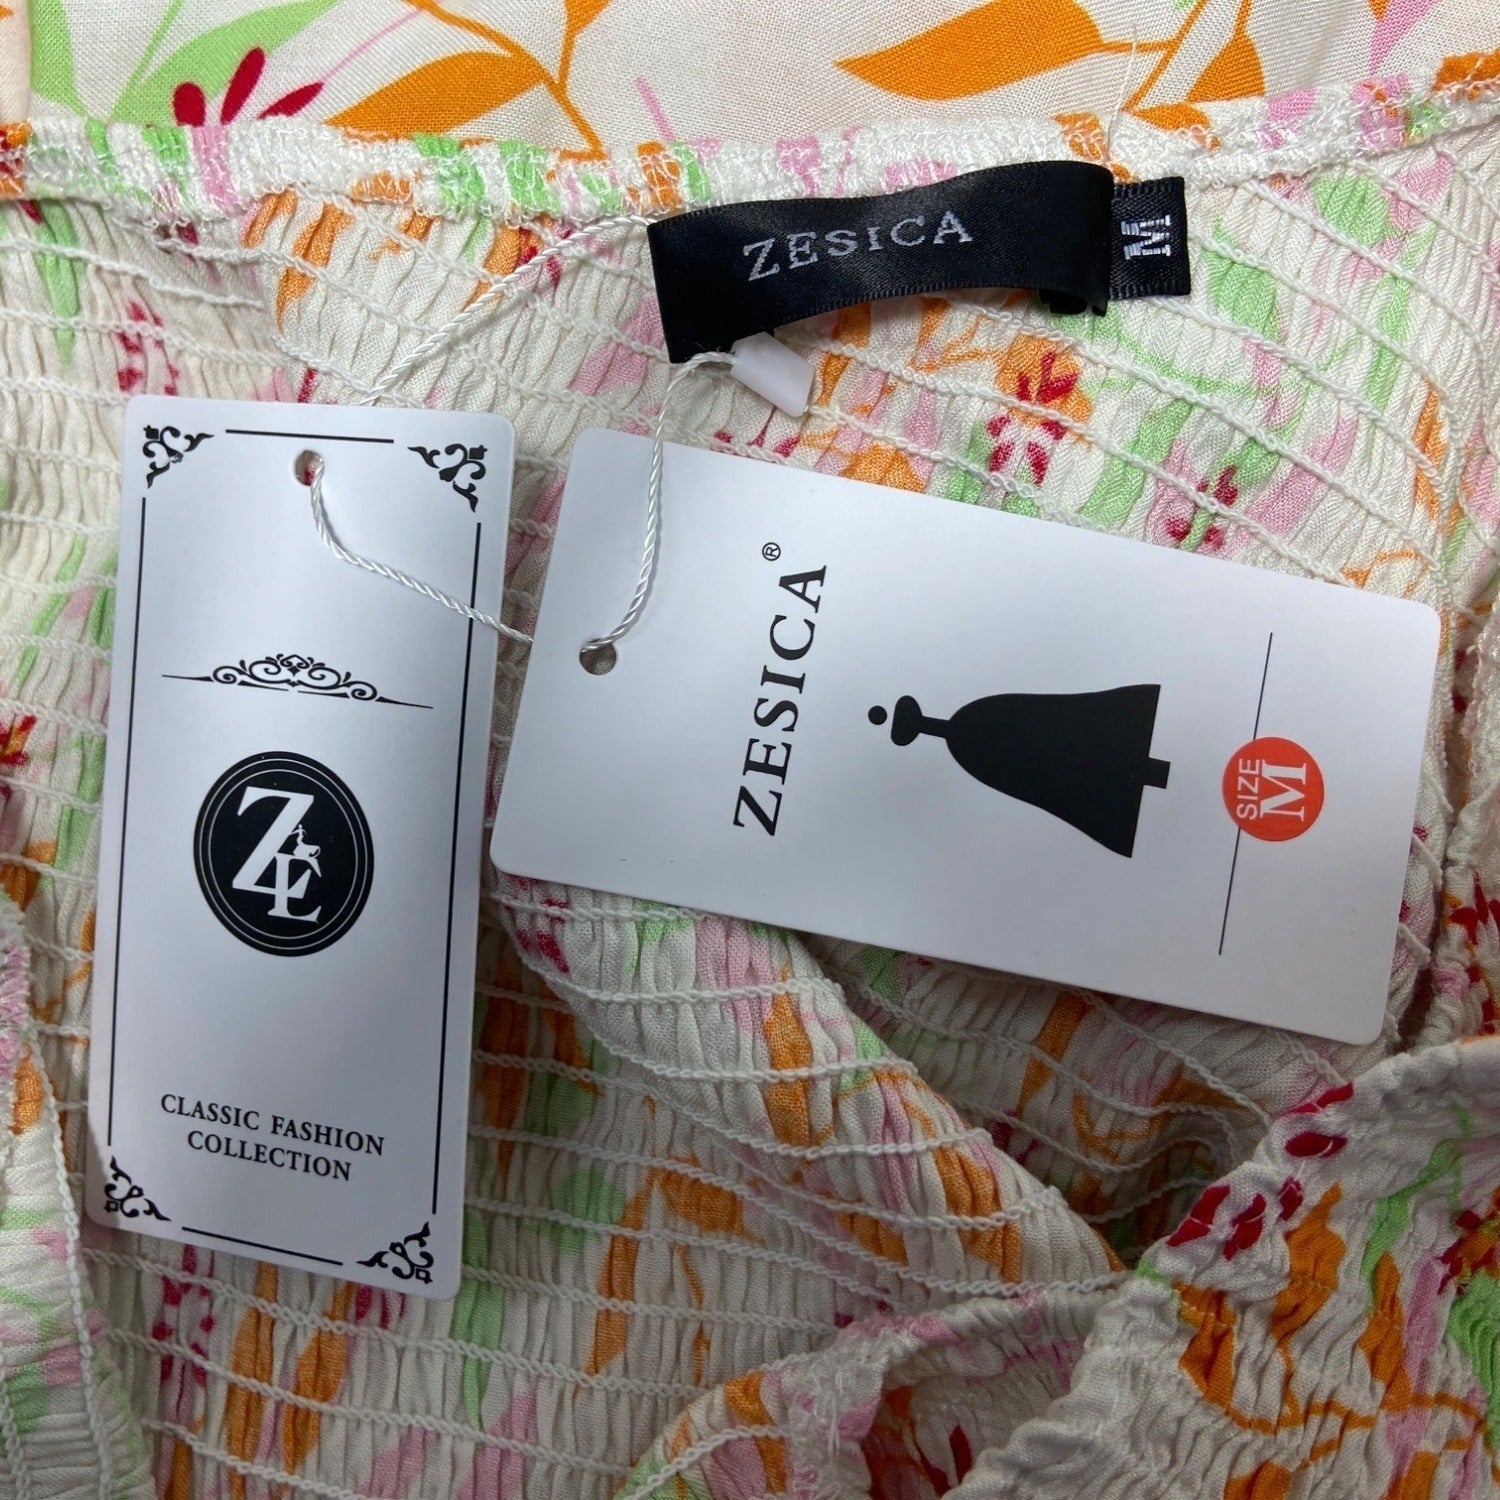 ZESICA
M
ZE
CLASSIC FASHION
COLLECTION
ZESICA®
SIZE
M